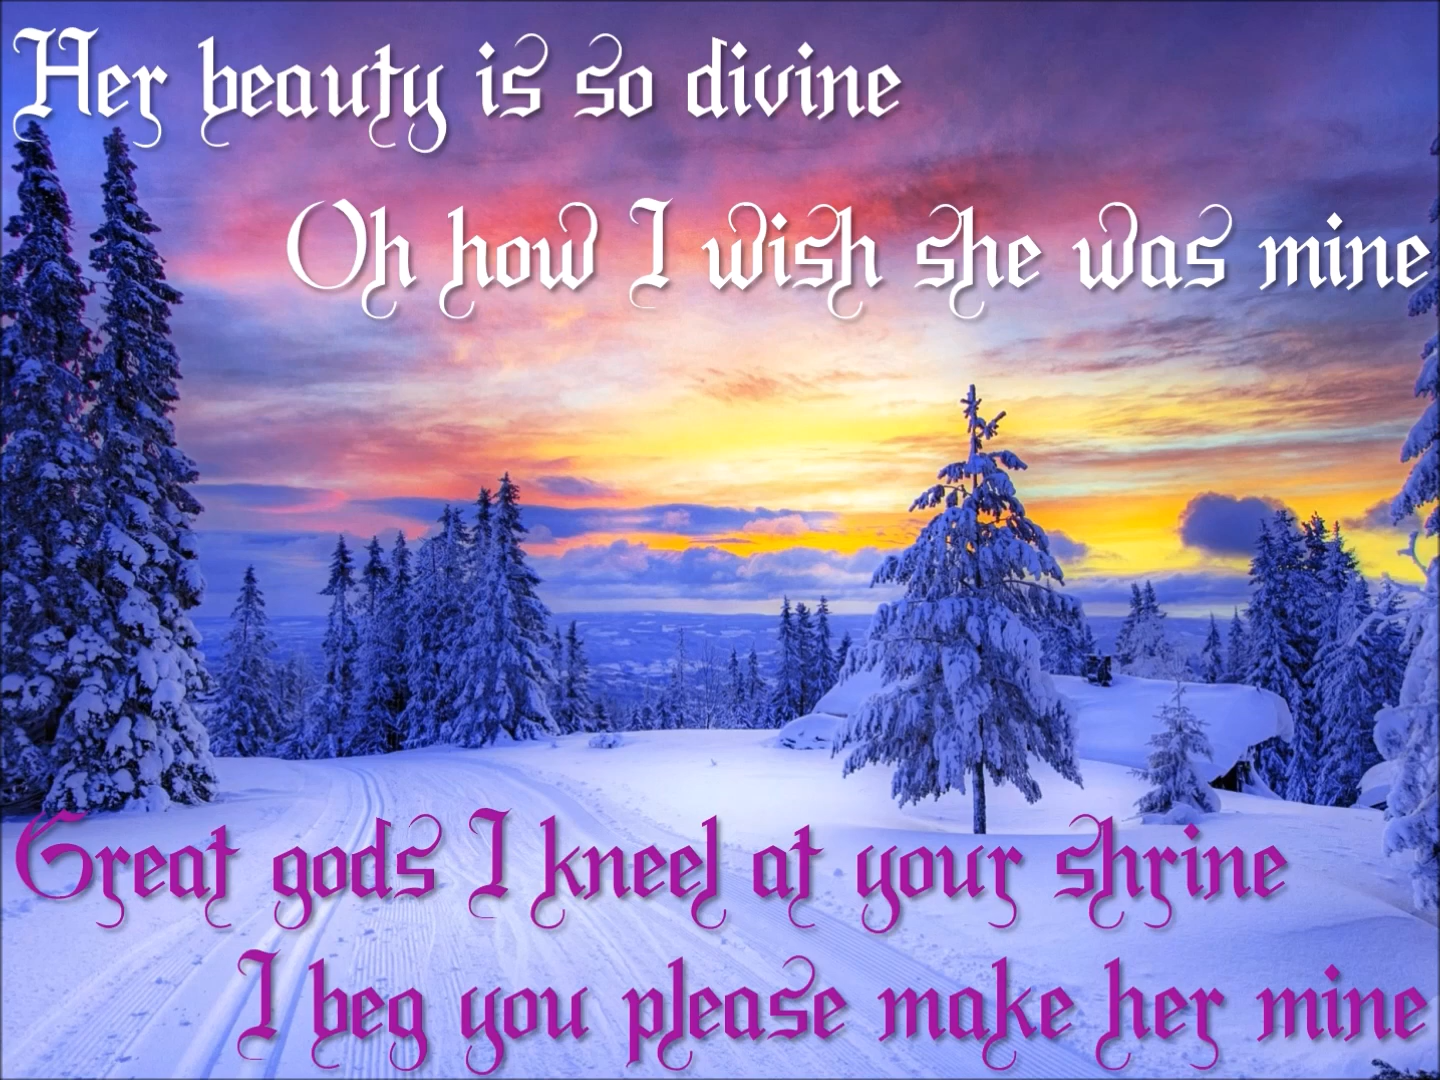 Her beauty is so divine
Oh how I wish she was mine
Great gods I kneel at your shrine
I beg you please make her mine